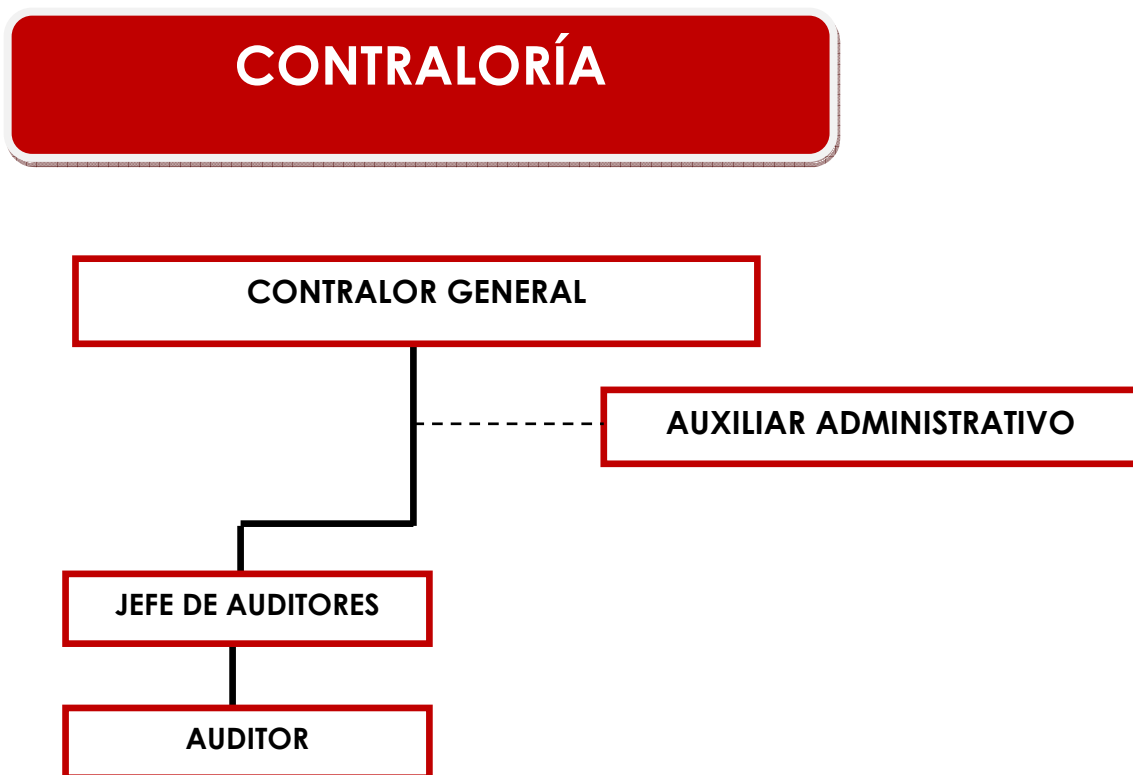 CONTRALORÍA
CONTRALOR GENERAL
AUXILIAR ADMINISTRATIVO
JEFE DE AUDITORES
AUDITOR